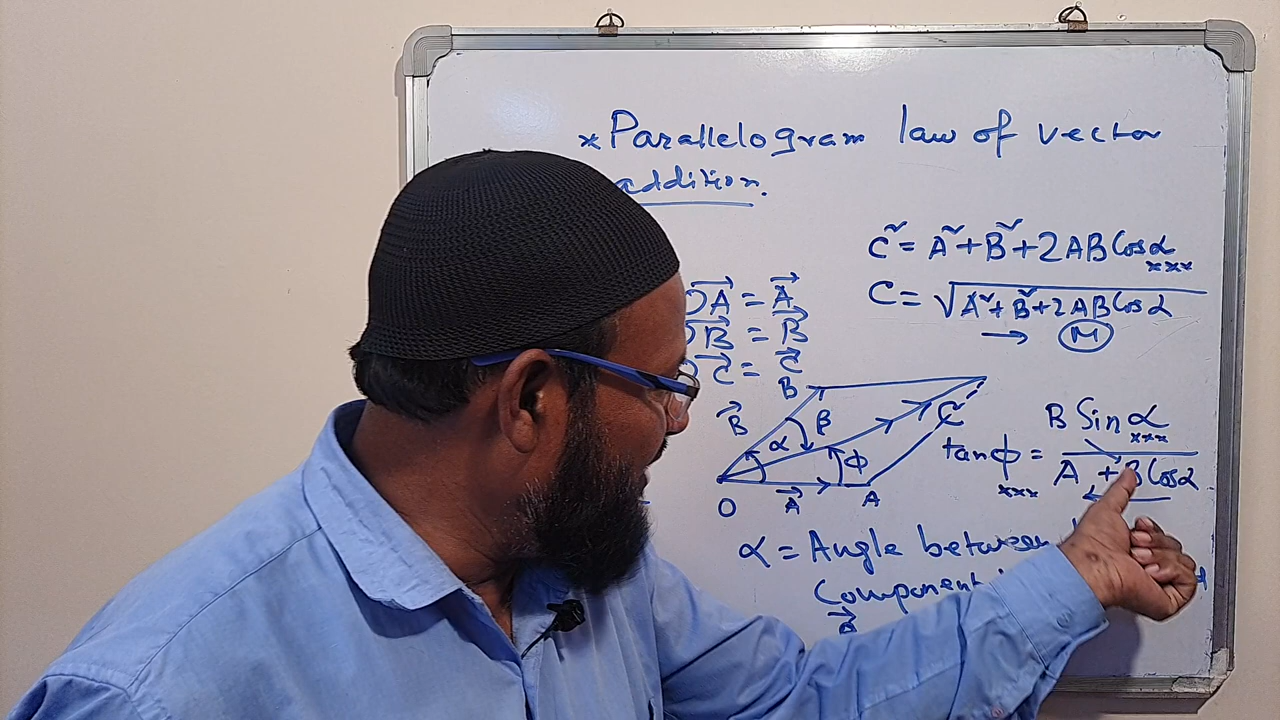 * Parallelogram law of vector
addition.
C² = A² + B² + 2AB Cos α
×××
C = √A² + B² + 2AB Cos α
→ M
OA→ = A→
OB→ = B→
OC→ = C→
B
B→ α β C
ϕ
O A→ A
tan ϕ = B Sin α / A + B Cos α
××× ×××
α = Angle between
Component